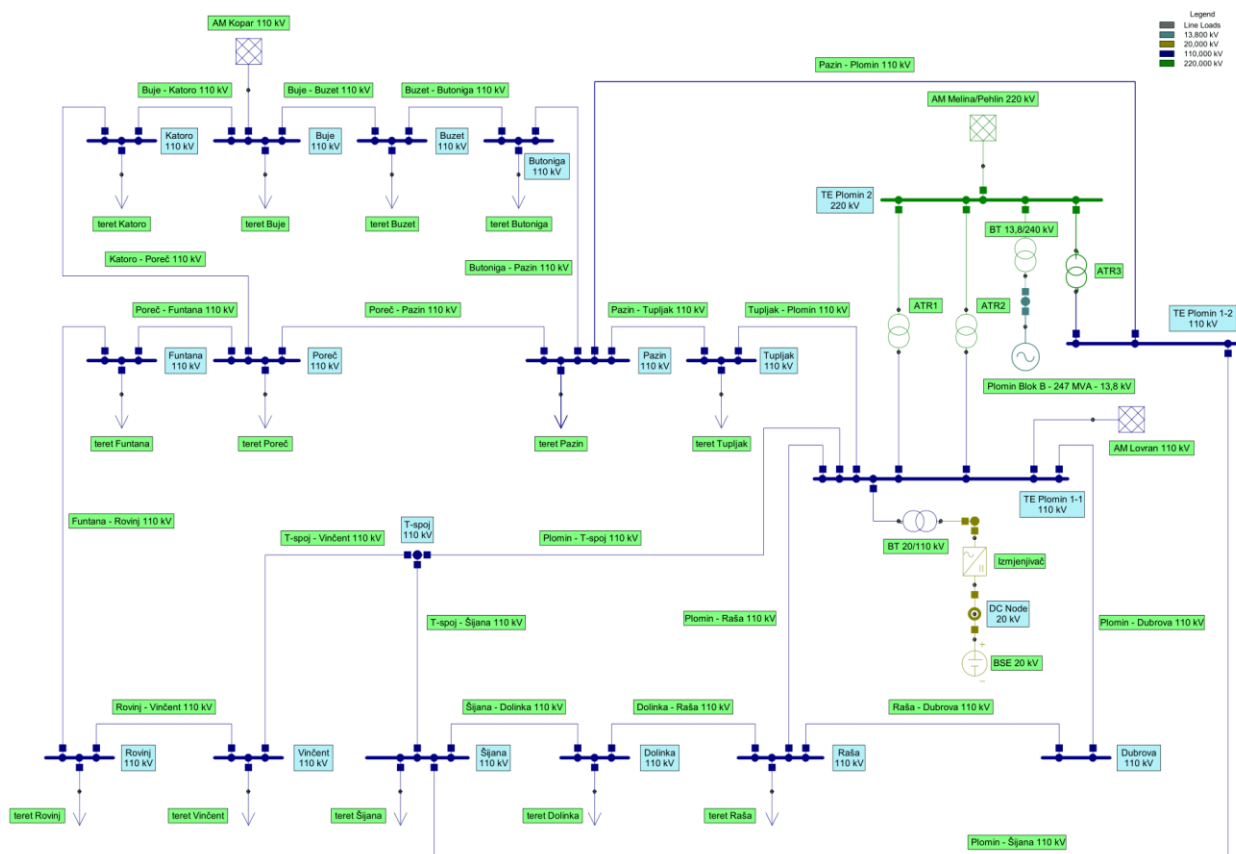 Legend
Line Loads
13,800 kV
20,000 kV
110,000 kV
220,000 kV
AM Kopar 110 kV
Pazin - Plomin 110 kV
Buje - Katoro 110 kV
Buje - Buzet 110 kV
Buzet - Butoniga 110 kV
AM Melina/Pehlin 220 kV
Katoro
110 kV
Buje
110 kV
Buzet
110 kV
Butoniga
110 kV
TE Plomin 2
220 kV
BT 13,8/240 kV
teret Katoro
teret Buje
teret Buzet
teret Butoniga
Katoro - Poreč 110 kV
Butoniga - Pazin 110 kV
ATR3
Poreč - Funtana 110 kV
Poreč - Pazin 110 kV
Pazin - Tupljak 110 kV
Tupljak - Plomin 110 kV
ATR1
ATR2
TE Plomin 1-2
110 kV
Funtana
110 kV
Poreč
110 kV
Pazin
110 kV
Tupljak
110 kV
Plomin Blok B - 247 MVA - 13,8 kV
teret Funtana
teret Poreč
teret Pazin
teret Tupljak
AM Lovran 110 kV
TE Plomin 1-1
110 kV
Funtana - Rovinj 110 kV
T-spoj
110 kV
T-spoj - Vinčent 110 kV
Plomin - T-spoj 110 kV
BT 20/110 kV
Izmjenjivač
DC Node
20 kV
T-spoj - Šijana 110 kV
Plomin - Raša 110 kV
Plomin - Dubrova 110 kV
BSE 20 kV
+
−
Rovinj - Vinčent 110 kV
Šijana - Dolinka 110 kV
Dolinka - Raša 110 kV
Raša - Dubrova 110 kV
Rovinj
110 kV
Vinčent
110 kV
Šijana
110 kV
Dolinka
110 kV
Raša
110 kV
Dubrova
110 kV
teret Rovinj
teret Vinčent
teret Šijana
teret Dolinka
teret Raša
Plomin - Šijana 110 kV